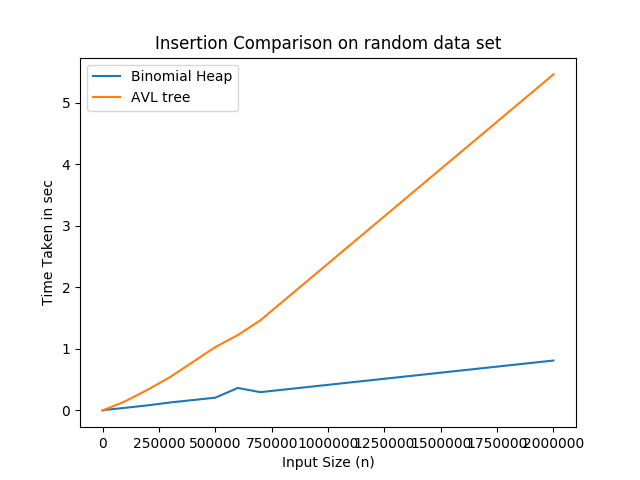 Insertion Comparison on random data set
Binomial Heap
AVL tree
Time Taken in sec
5
4
3
2
1
0
0 250000 500000 750000 1000000 1250000 1500000 1750000 2000000
Input Size (n)